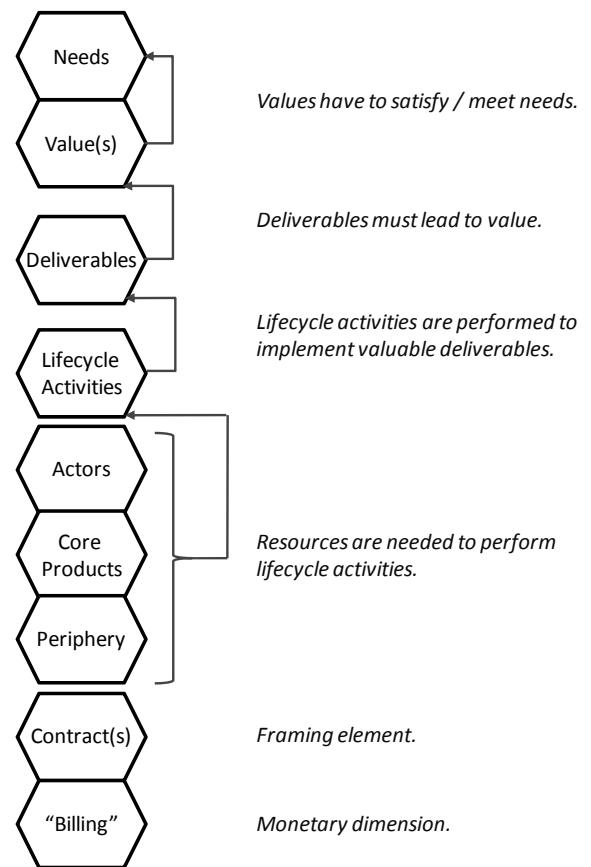 Needs
Values have to satisfy / meet needs.
Value(s)
Deliverables must lead to value.
Deliverables
Lifecycle activities are performed to
implement valuable deliverables.
Lifecycle
Activities
Actors
Core
Products
Resources are needed to perform
lifecycle activities.
Periphery
Contract(s)
Framing element.
“Billing”
Monetary dimension.